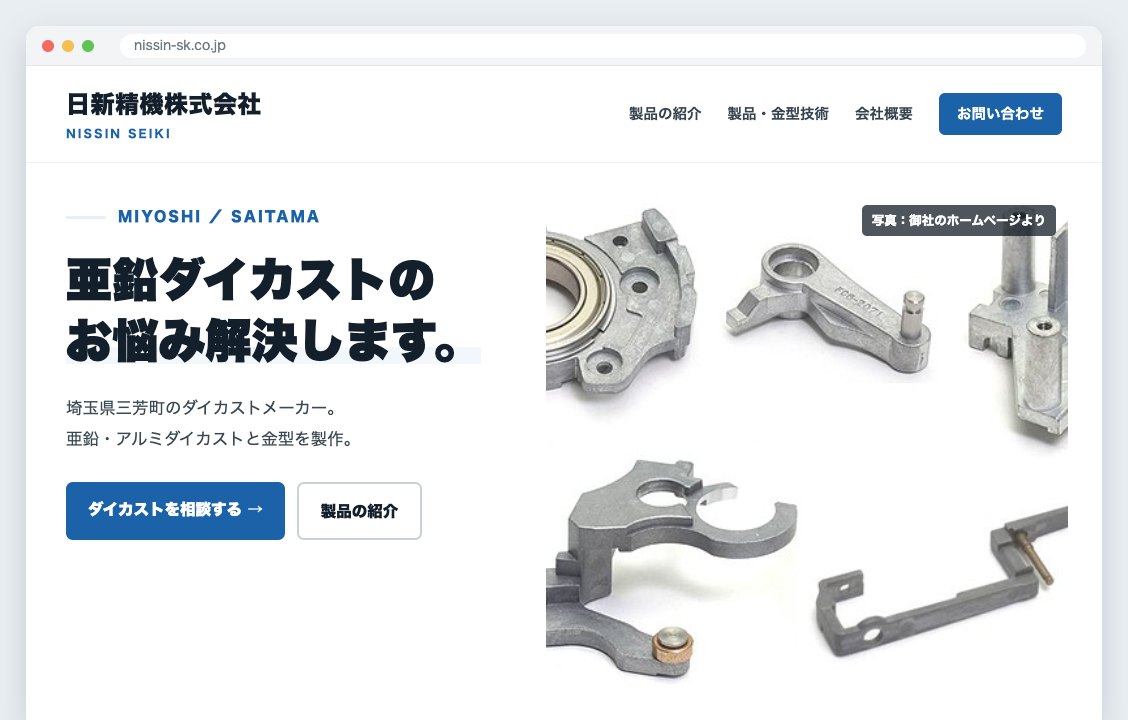 nissin-sk.co.jp
日新精機株式会社
NISSIN SEIKI
製品の紹介
製品・金型技術
会社概要
お問い合わせ
MIYOSHI / SAITAMA
亜鉛ダイカストの
お悩み解決します。
埼玉県三芳町のダイカストメーカー。
亜鉛・アルミダイカストと金型を製作。
ダイカストを相談する →
製品の紹介
写真:御社のホームページより